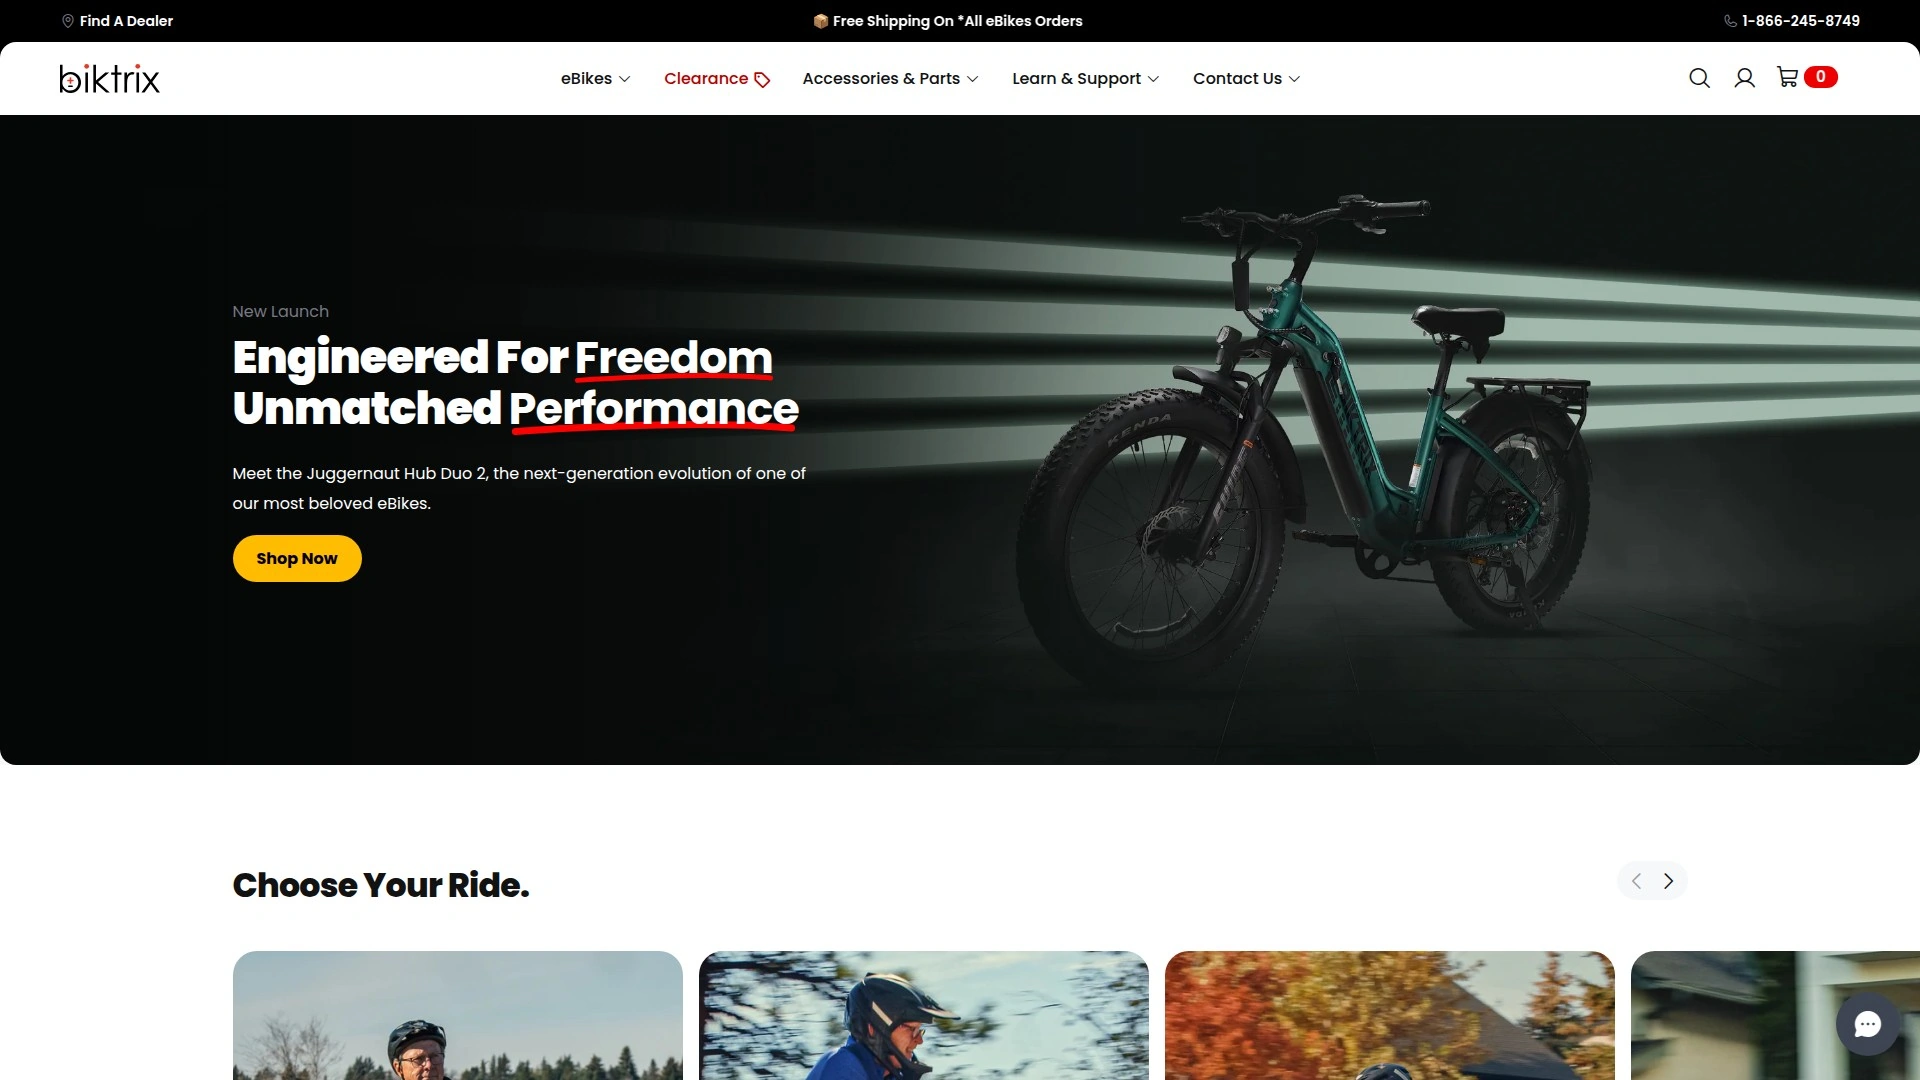 Find A Dealer
📦 Free Shipping On *All eBikes Orders
1-866-245-8749
biktrix
eBikes
Clearance
Accessories & Parts
Learn & Support
Contact Us
0
New Launch
Engineered For Freedom
Unmatched Performance
Meet the Juggernaut Hub Duo 2, the next-generation evolution of one of
our most beloved eBikes.
Shop Now
KENDA
Choose Your Ride.